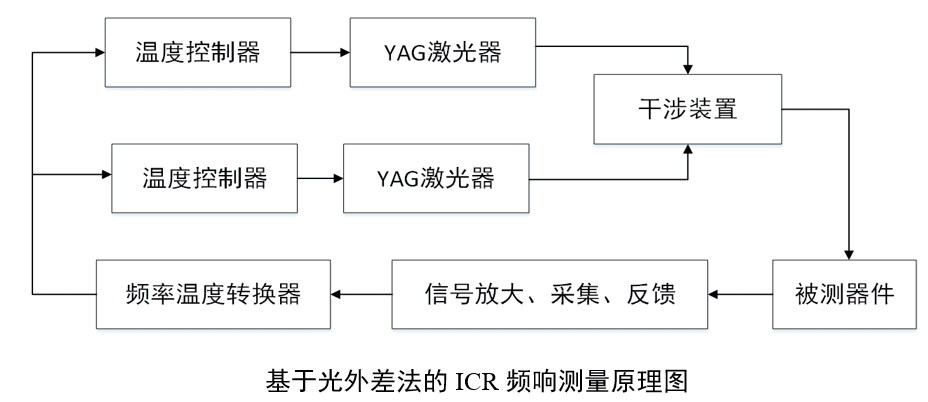 温度控制器
YAG激光器
干涉装置
温度控制器
YAG激光器
频率温度转换器
信号放大、采集、反馈
被测器件
基于光外差法的 ICR 频响测量原理图